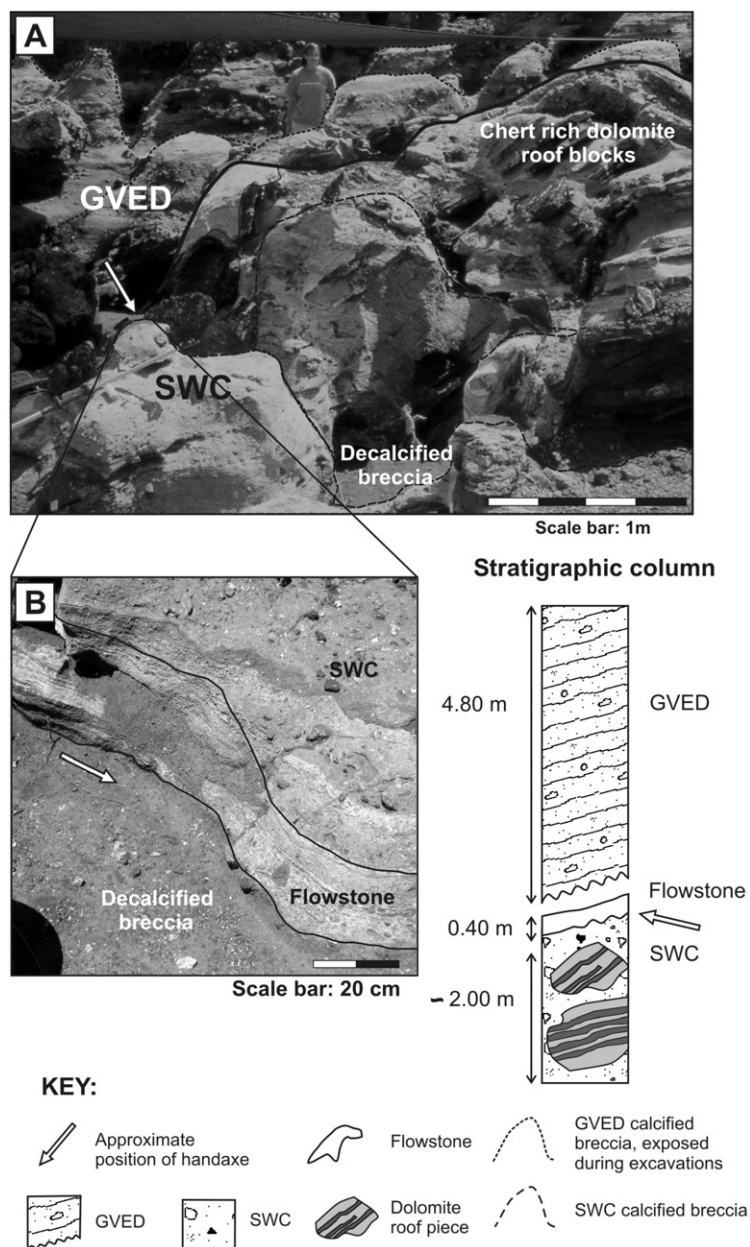 A
Chert rich dolomite
roof blocks
GVED
SWC
Decalcified
breccia
Scale bar: 1m
B
SWC
Decalcified
breccia
Flowstone
Scale bar: 20 cm
Stratigraphic column
4.80 m
GVED
Flowstone
0.40 m
SWC
~ 2.00 m
KEY:
Approximate
position of handaxe
Flowstone
GVED calcified
breccia, exposed
during excavations
GVED
SWC
Dolomite
roof piece
SWC calcified breccia